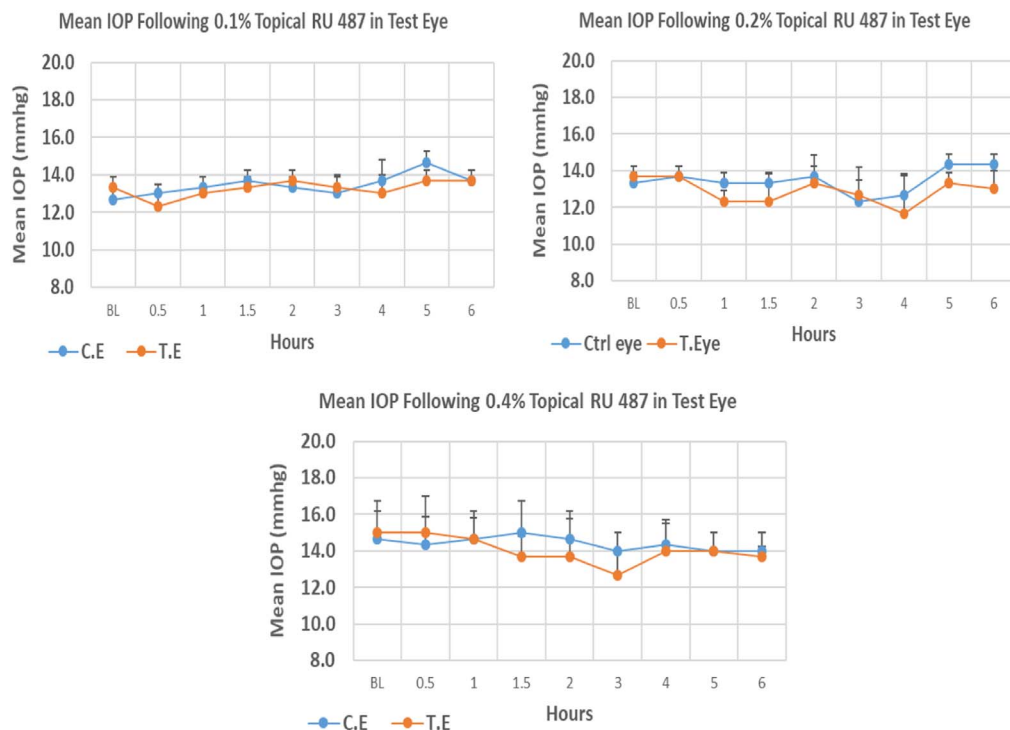 Mean IOP Following 0.1% Topical RU 487 in Test Eye
Mean IOP (mmhg)
20.0
18.0
16.0
14.0
12.0
10.0
8.0
BL 0.5 1 1.5 2 3 4 5 6
Hours
C.E T.E
Mean IOP Following 0.2% Topical RU 487 in Test Eye
Mean IOP (mmhg)
20.0
18.0
16.0
14.0
12.0
10.0
8.0
BL 0.5 1 1.5 2 3 4 5 6
Hours
Ctrl eye T.Eye
Mean IOP Following 0.4% Topical RU 487 in Test Eye
Mean IOP (mmhg)
20.0
18.0
16.0
14.0
12.0
10.0
8.0
BL 0.5 1 1.5 2 3 4 5 6
Hours
C.E T.E